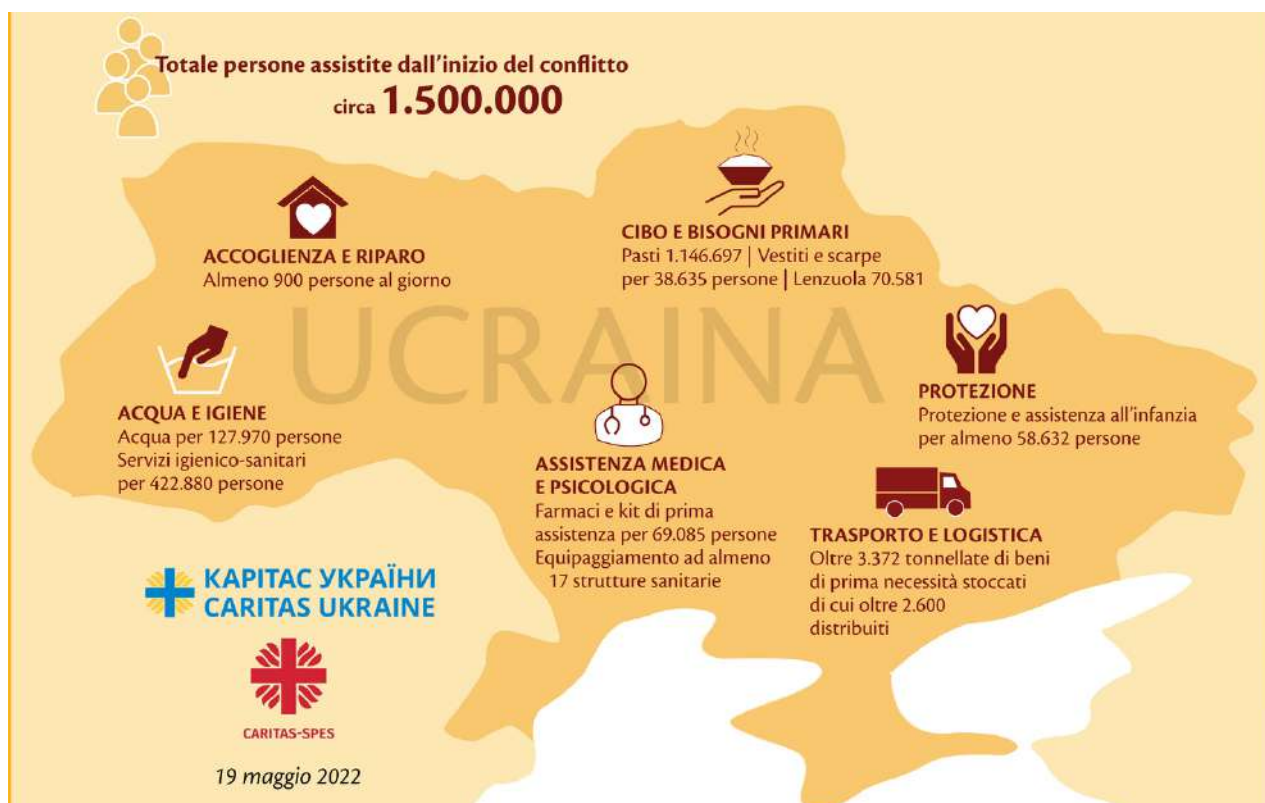 Totale persone assistite dall'inizio del conflitto
circa 1.500.000
ACCOGLIENZA E RIPARO
Almeno 900 persone al giorno
CIBO E BISOGNI PRIMARI
Pasti 1.146.697 | Vestiti e scarpe
per 38.635 persone | Lenzuola 70.581
UCRAINA
ACQUA E IGIENE
Acqua per 127.970 persone
Servizi igienico-sanitari
per 422.880 persone
PROTEZIONE
Protezione e assistenza all'infanzia
per almeno 58.632 persone
ASSISTENZA MEDICA
E PSICOLOGICA
Farmaci e kit di prima
assistenza per 69.085 persone
Equipaggiamento ad almeno
17 strutture sanitarie
TRASPORTO E LOGISTICA
Oltre 3.372 tonnellate di beni
di prima necessità stoccati
di cui oltre 2.600
distribuiti
КАРІТАС УКРАЇНИ
CARITAS UKRAINE
CARITAS-SPES
19 maggio 2022